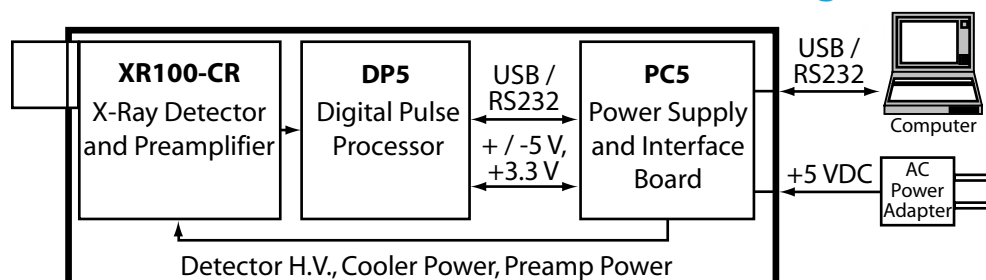 XR100-CR
X-Ray Detector
and Preamplifier
DP5
Digital Pulse
Processor
USB /
RS232
+ / -5 V,
+3.3 V
PC5
Power Supply
and Interface
Board
USB /
RS232
Computer
+5 VDC
AC
Power
Adapter
Detector H.V., Cooler Power, Preamp Power